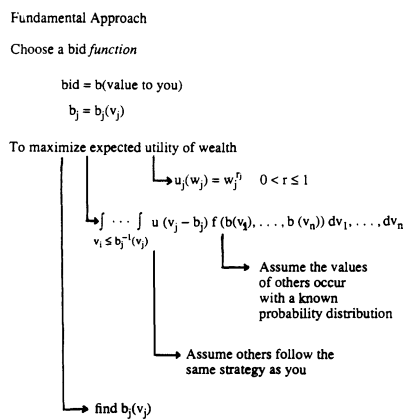 Fundamental Approach
Choose a bid function
bid = b(value to you)
b_j = b_j(v_j)
To maximize expected utility of wealth
u_j(w_j) = w_j^{r_j}   0 < r ≤ 1
∫ ··· ∫ u (v_j − b_j) f (b(v_1), . . . , b (v_n)) dv_1, . . . , dv_n
v_i ≤ b_j^{-1}(v_j)
Assume the values
of others occur
with a known
probability distribution
Assume others follow the
same strategy as you
find b_j(v_j)